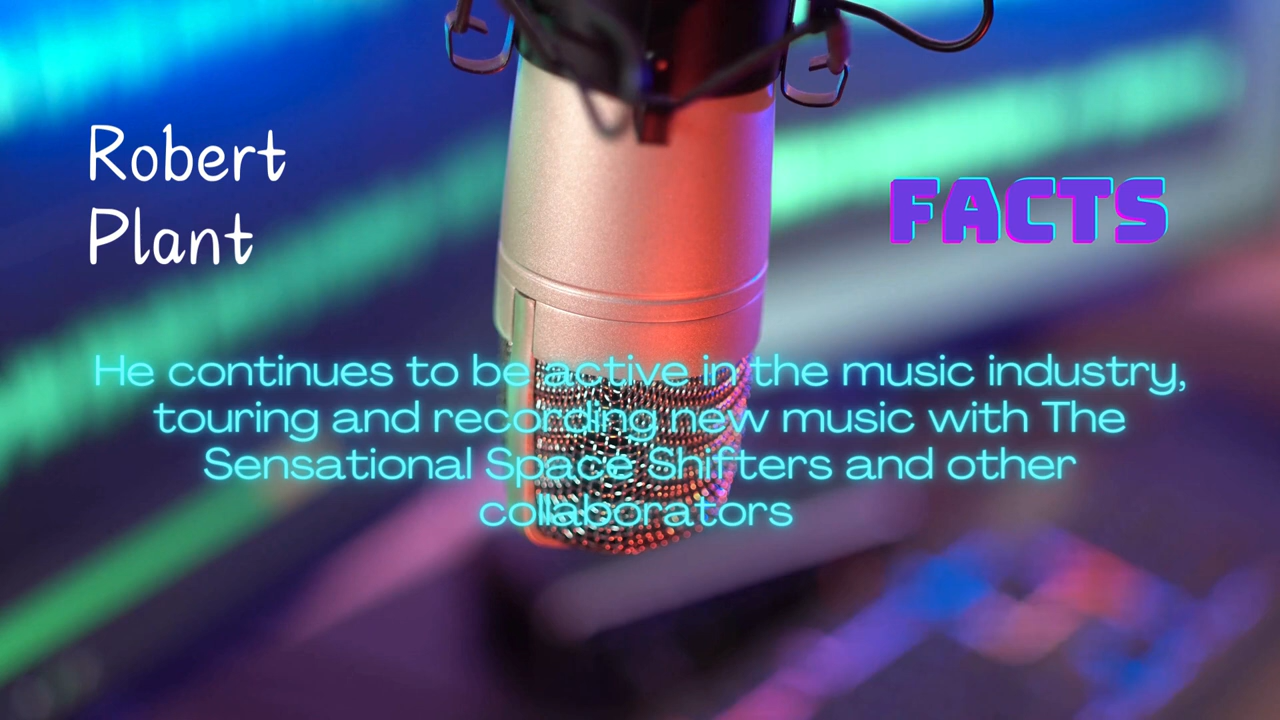 Robert
Plant
FACTS
He continues to be active in the music industry,
touring and recording new music with The
Sensational Space Shifters and other
collaborators